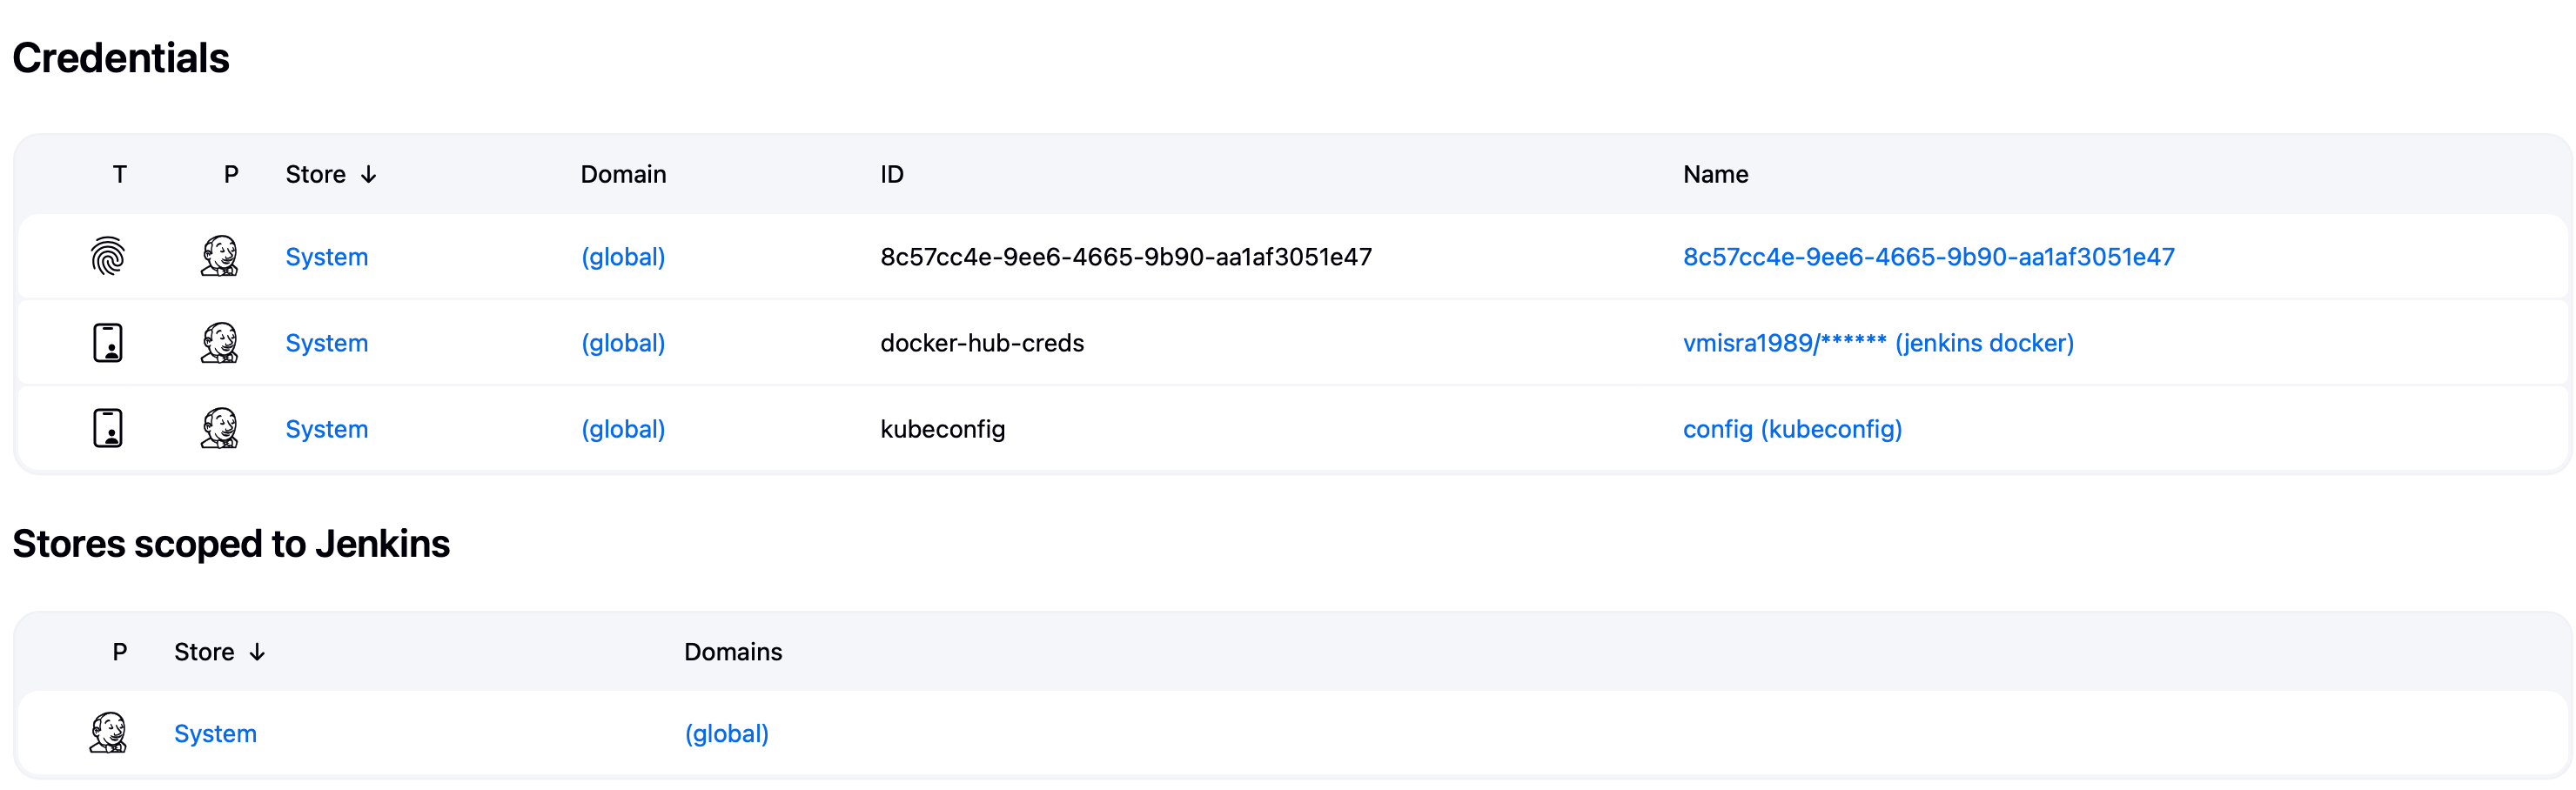 Credentials
T P Store ↓ Domain ID Name
System (global) 8c57cc4e-9ee6-4665-9b90-aa1af3051e47 8c57cc4e-9ee6-4665-9b90-aa1af3051e47
System (global) docker-hub-creds vmisra1989/****** (jenkins docker)
System (global) kubeconfig config (kubeconfig)
Stores scoped to Jenkins
P Store ↓ Domains
System (global)